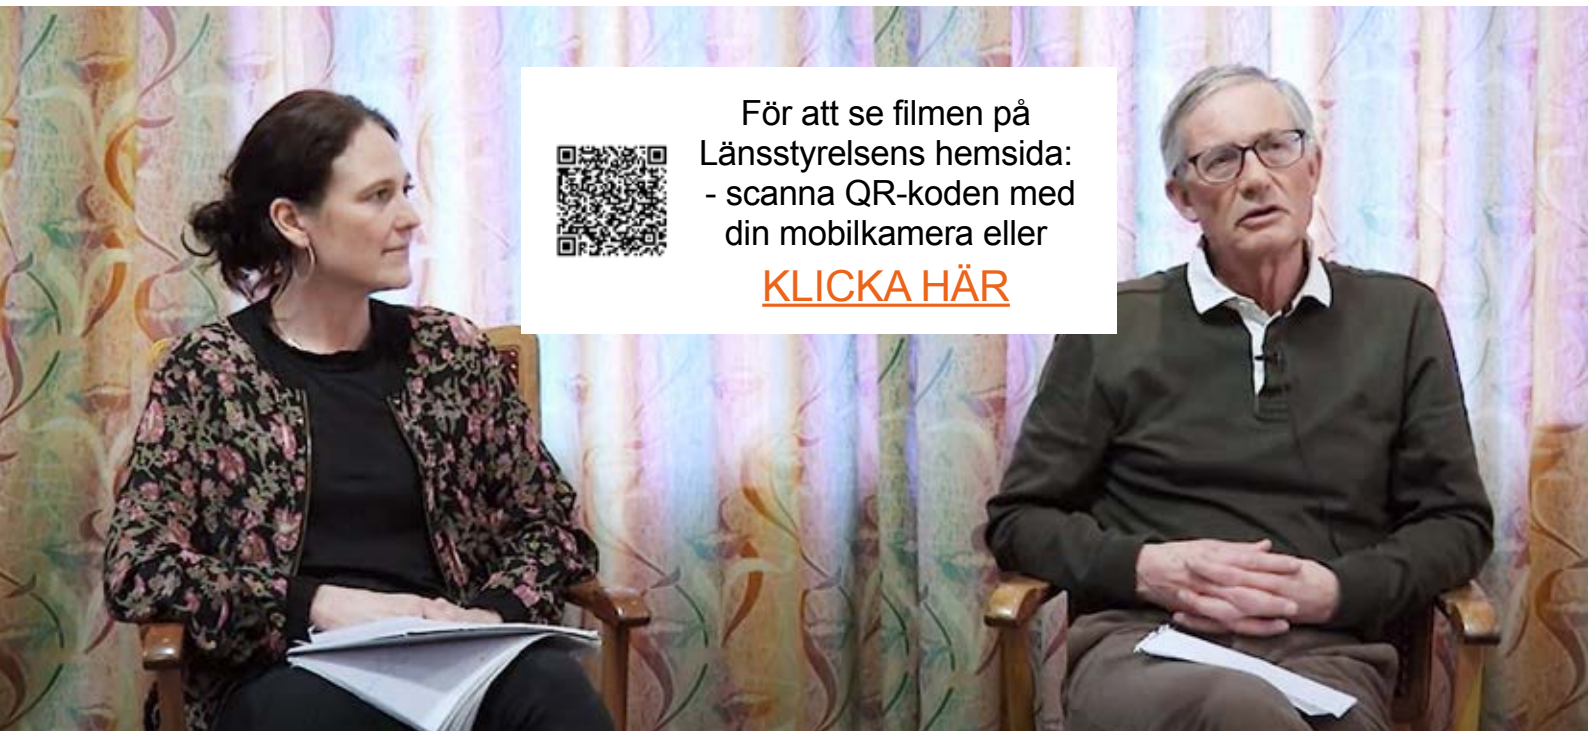 För att se filmen på
Länsstyrelsens hemsida:
- scanna QR-koden med
din mobilkamera eller
KLICKA HÄR